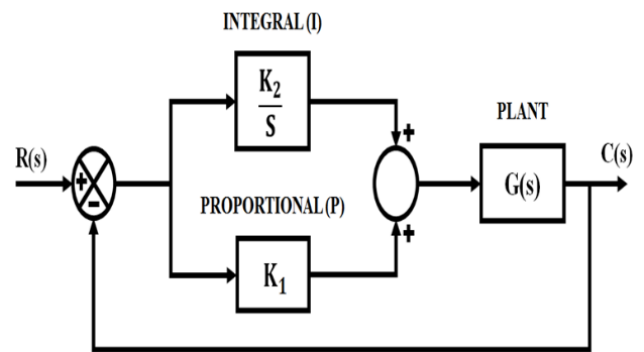 INTEGRAL (I)
K₂
S
+
PLANT
R(s)
+
-
G(s)
C(s)
PROPORTIONAL (P)
+
K₁